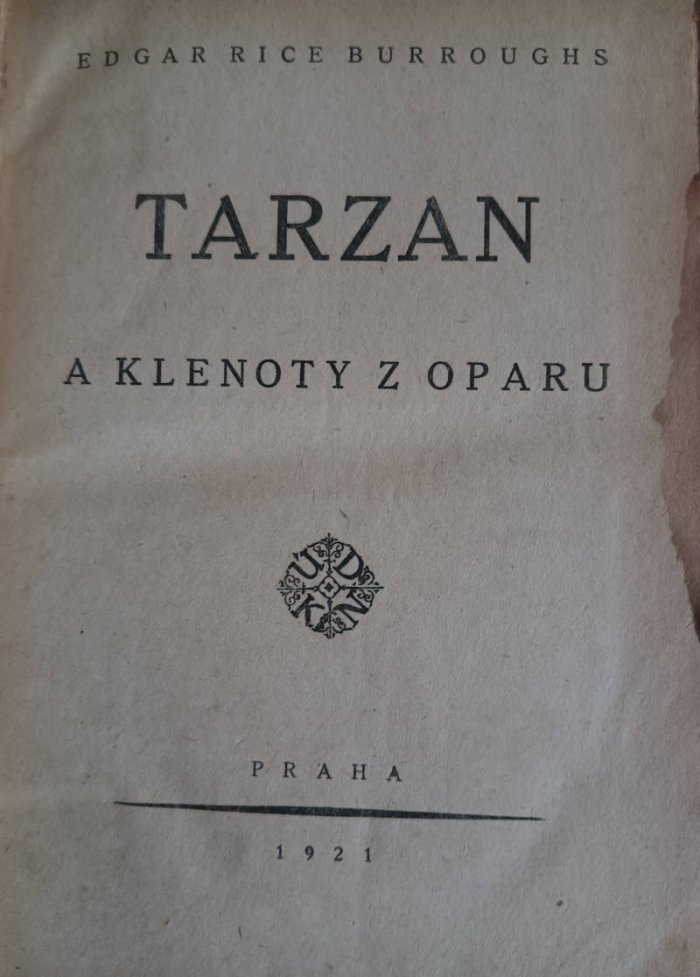 EDGAR RICE BURROUGHS
TARZAN
A KLENOTY Z OPARU
Ú D
K N
PRAHA
1921